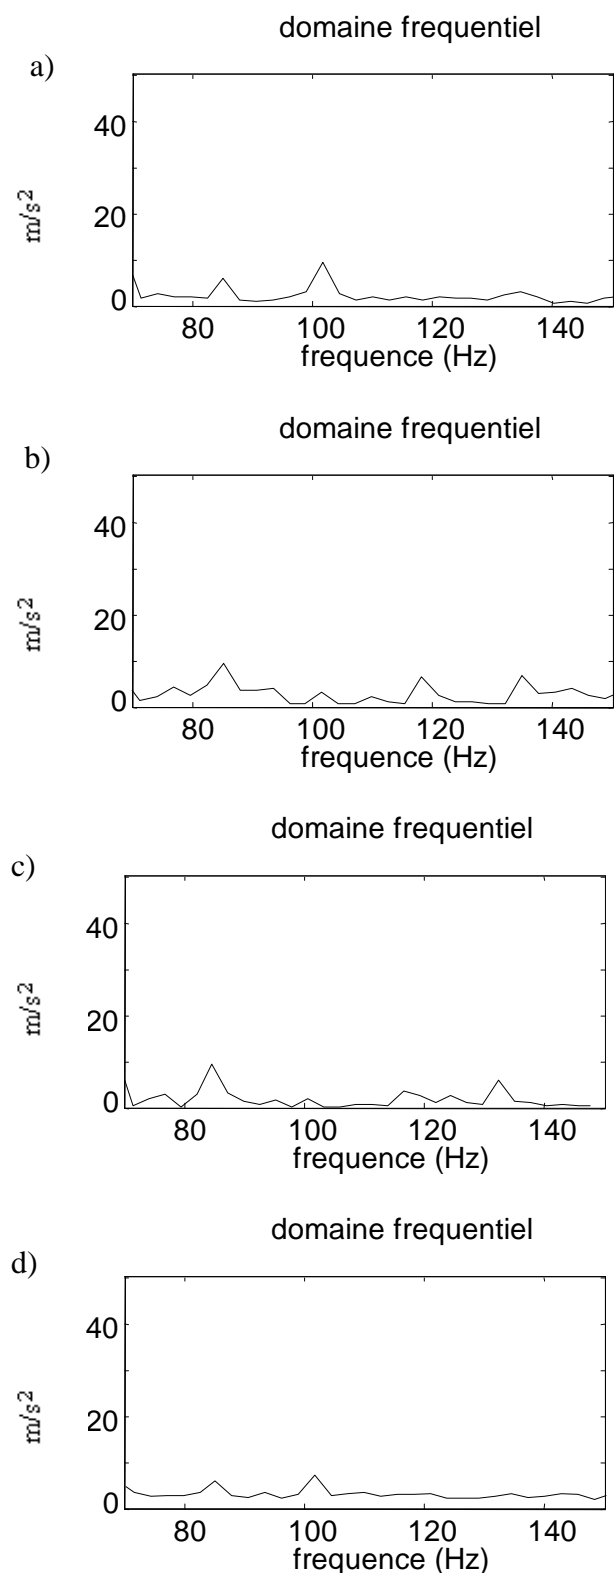 domaine frequentiel
a)
40
20
0
m/s²
80 100 120 140
frequence (Hz)
domaine frequentiel
b)
40
20
0
m/s²
80 100 120 140
frequence (Hz)
domaine frequentiel
c)
40
20
0
m/s²
80 100 120 140
frequence (Hz)
domaine frequentiel
d)
40
20
0
m/s²
80 100 120 140
frequence (Hz)